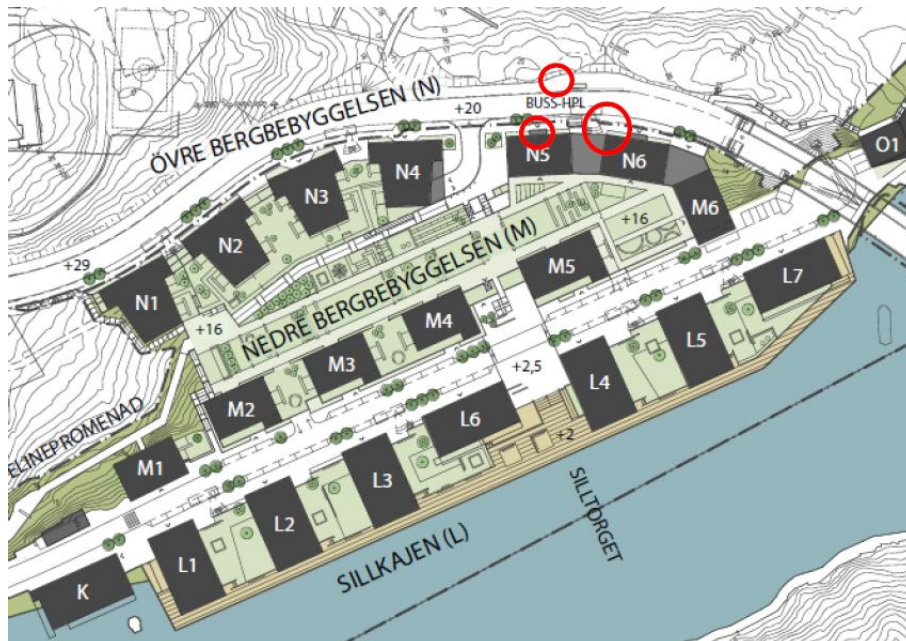 ÖVRE BERGBEBYGGELSEN (N)
+20
BUSS-HPL
N5
N6
O1
N4
N3
N2
N1
+29
+16
M6
+16
M5
L7
NEDRE BERGBEBYGGELSEN (M)
M4
M3
M2
M1
+2,5
L5
L4
L6
+2
ELINEPROMENAD
L3
L2
L1
K
SILLTORGET
SILLKAJEN (L)